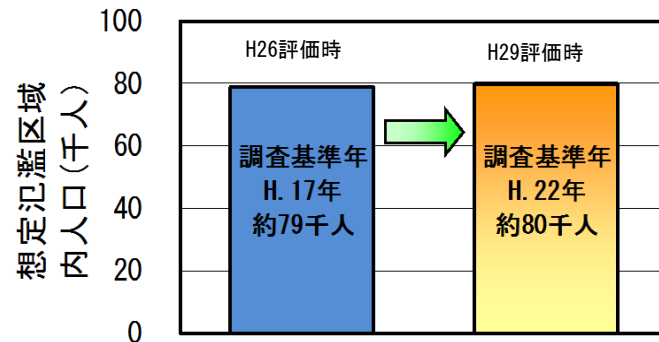 想定氾濫区域
内人口(千人)
100
80
60
40
20
0
H26評価時
調査基準年
H. 17年
約79千人
H29評価時
調査基準年
H. 22年
約80千人